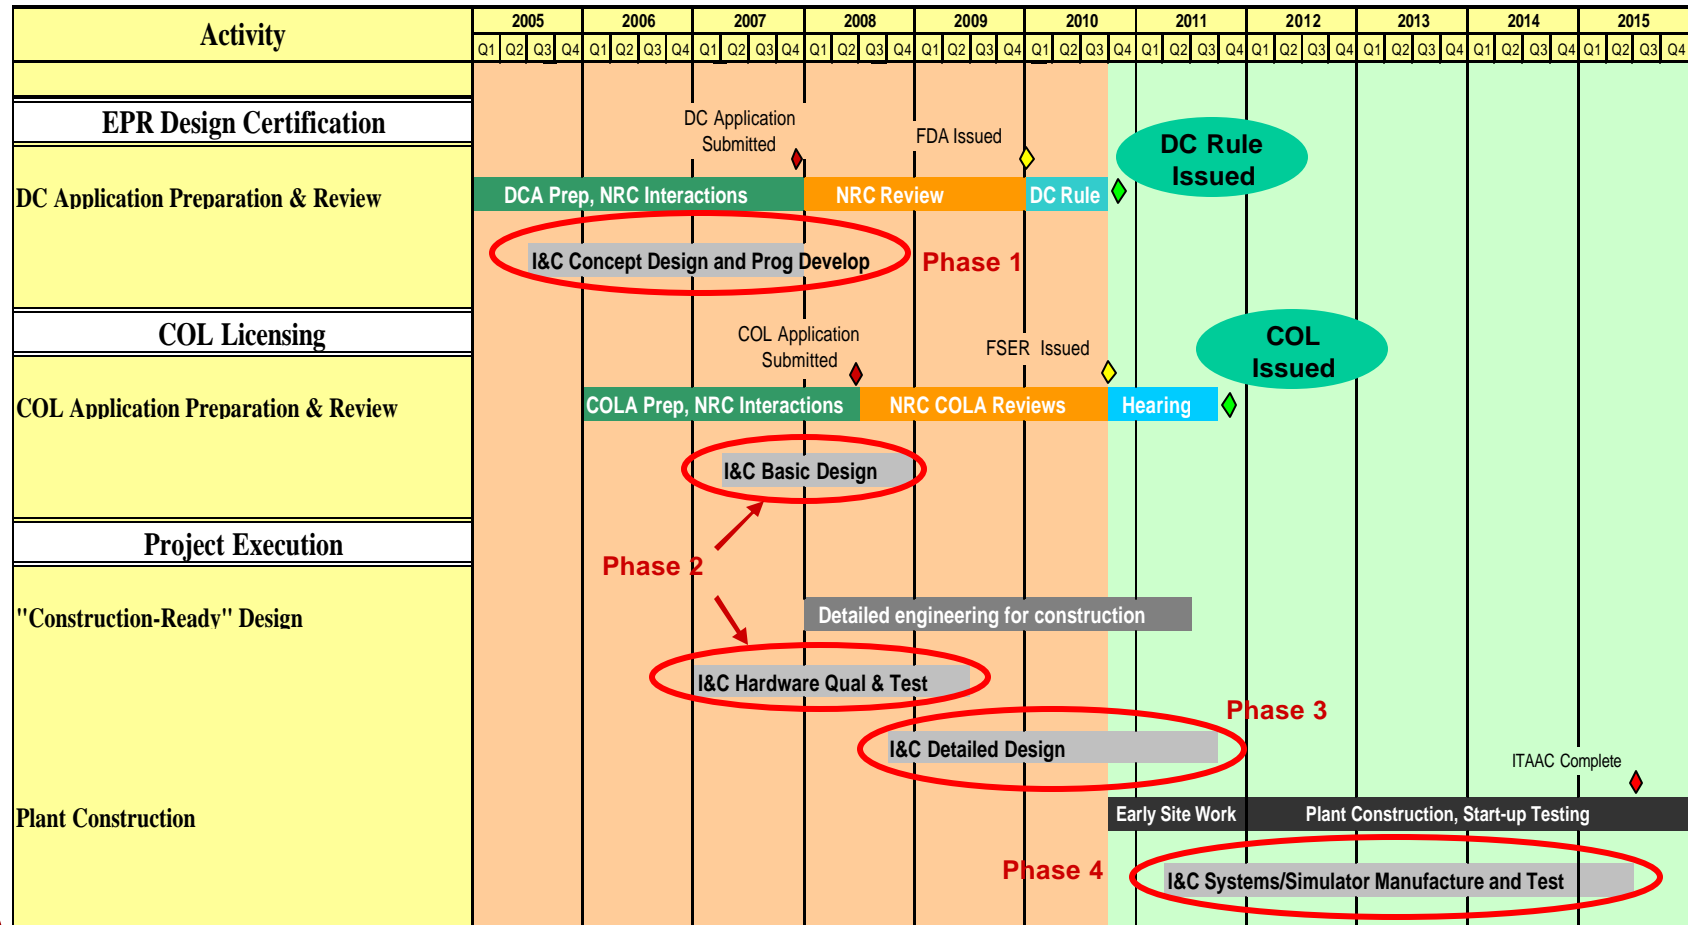 Activity
2005 2006 2007 2008 2009 2010 2011 2012 2013 2014 2015
Q1 Q2 Q3 Q4 Q1 Q2 Q3 Q4 Q1 Q2 Q3 Q4 Q1 Q2 Q3 Q4 Q1 Q2 Q3 Q4 Q1 Q2 Q3 Q4 Q1 Q2 Q3 Q4 Q1 Q2 Q3 Q4 Q1 Q2 Q3 Q4 Q1 Q2 Q3 Q4 Q1 Q2 Q3 Q4
EPR Design Certification
DC Application
Submitted
FDA Issued
DC Rule
Issued
DC Application Preparation & Review
DCA Prep, NRC Interactions
NRC Review
DC Rule
I&C Concept Design and Prog Develop
Phase 1
COL Licensing
COL Application
Submitted
FSER Issued
COL
Issued
COL Application Preparation & Review
COLA Prep, NRC Interactions
NRC COLA Reviews
Hearing
I&C Basic Design
Project Execution
Phase 2
"Construction-Ready" Design
Detailed engineering for construction
I&C Hardware Qual & Test
Phase 3
I&C Detailed Design
ITAAC Complete
Plant Construction
Early Site Work
Plant Construction, Start-up Testing
Phase 4
I&C Systems/Simulator Manufacture and Test